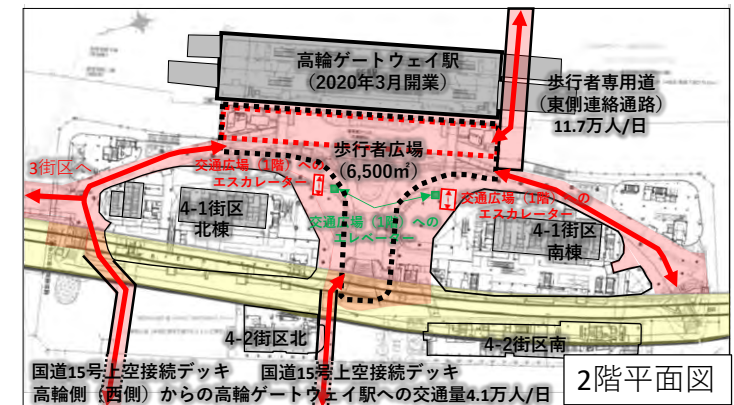 高輪ゲートウェイ駅
（2020年3月開業）
歩行者専用道
（東側連絡通路）
11.7万人/日
歩行者広場
（6,500㎡）
3街区へ
交通広場（1階）への
エスカレーター
交通広場（1階）への
エスカレーター
交通広場（1階）への
エレベーター
4-1街区
北棟
4-1街区
南棟
4-2街区北
4-2街区南
国道15号上空接続デッキ
国道15号上空接続デッキ
高輪側（西側）からの高輪ゲートウェイ駅への交通量4.1万人/日
2階平面図